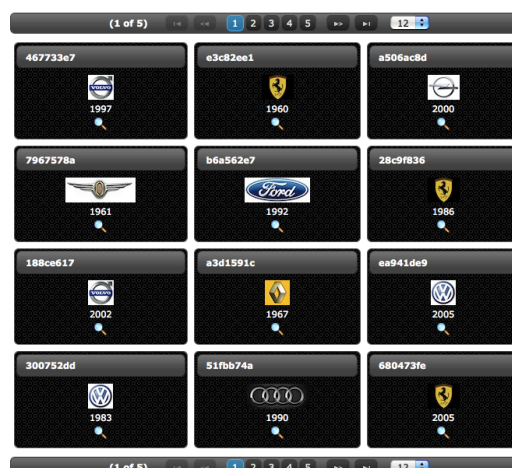 (1 of 5) 1 2 3 4 5 12
467733e7 e3c82ee1 a506ac8d
VOLVO
1997 1960 2000
7967578a b6a562e7 28c9f836
Ford
1961 1992 1986
188ce617 a3d1591c ea941de9
VOLVO
2002 1967 2005
300752dd 51fbb74a 680473fe
1983 1990 2005
(1 of 5) 1 2 3 4 5 12